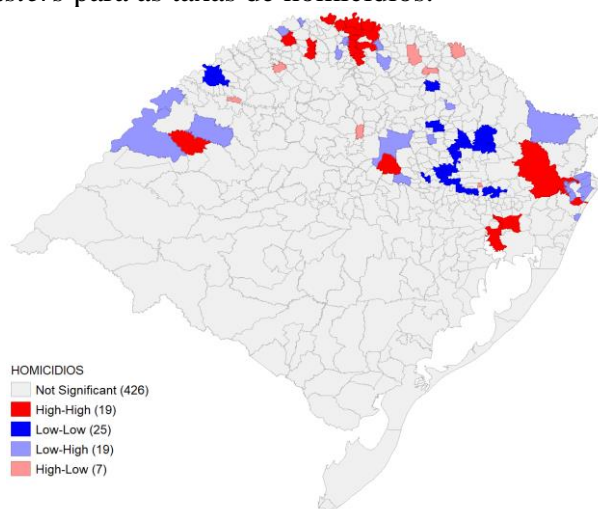 para as taxas de homicídios.
HOMICIDIOS
Not Significant (426)
High-High (19)
Low-Low (25)
Low-High (19)
High-Low (7)